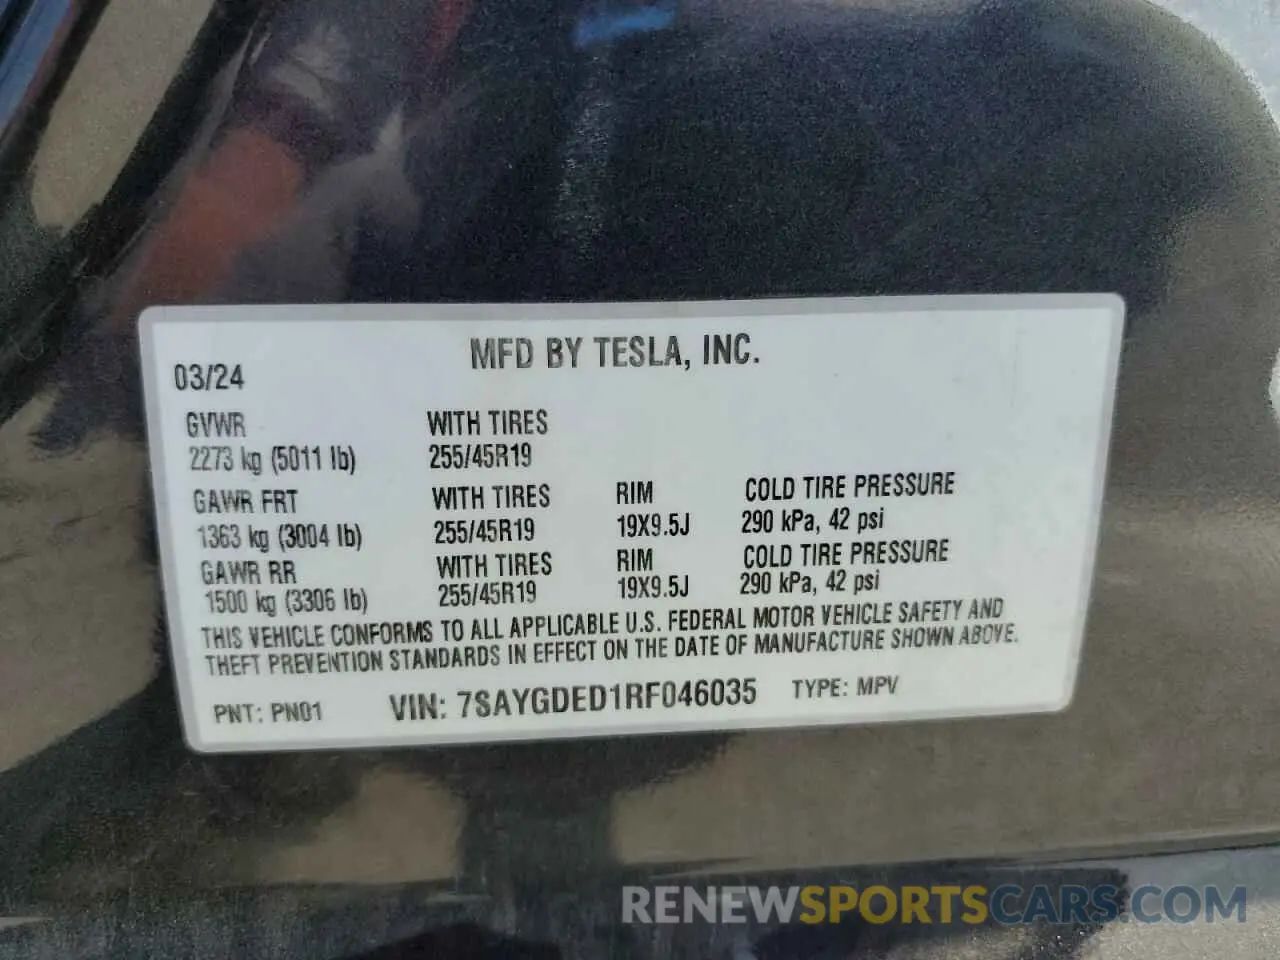 MFD BY TESLA, INC.
03/24
GVWR WITH TIRES
2273 kg (5011 lb) 255/45R19
GAWR FRT WITH TIRES RIM COLD TIRE PRESSURE
1363 kg (3004 lb) 255/45R19 19X9.5J 290 kPa, 42 psi
GAWR RR WITH TIRES RIM COLD TIRE PRESSURE
1500 kg (3306 lb) 255/45R19 19X9.5J 290 kPa, 42 psi
THIS VEHICLE CONFORMS TO ALL APPLICABLE U.S. FEDERAL MOTOR VEHICLE SAFETY AND
THEFT PREVENTION STANDARDS IN EFFECT ON THE DATE OF MANUFACTURE SHOWN ABOVE.
PNT: PN01 VIN: 7SAYGDED1RF046035 TYPE: MPV
RENEWSPORTSCARS.COM